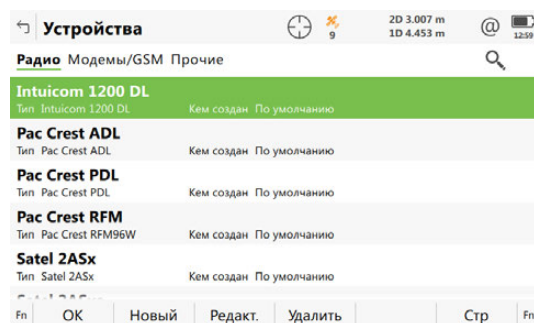 Устройства
9
2D 3.007 m
1D 4.453 m
@
12:59
Радио Модемы/GSM Прочие
Intuicom 1200 DL
Тип Intuicom 1200 DL Кем создан По умолчанию
Pac Crest ADL
Тип Pac Crest ADL Кем создан По умолчанию
Pac Crest PDL
Тип Pac Crest PDL Кем создан По умолчанию
Pac Crest RFM
Тип Pac Crest RFM96W Кем создан По умолчанию
Satel 2ASx
Тип Satel 2ASx Кем создан По умолчанию
Fn OK Новый Редакт. Удалить Стр Fn